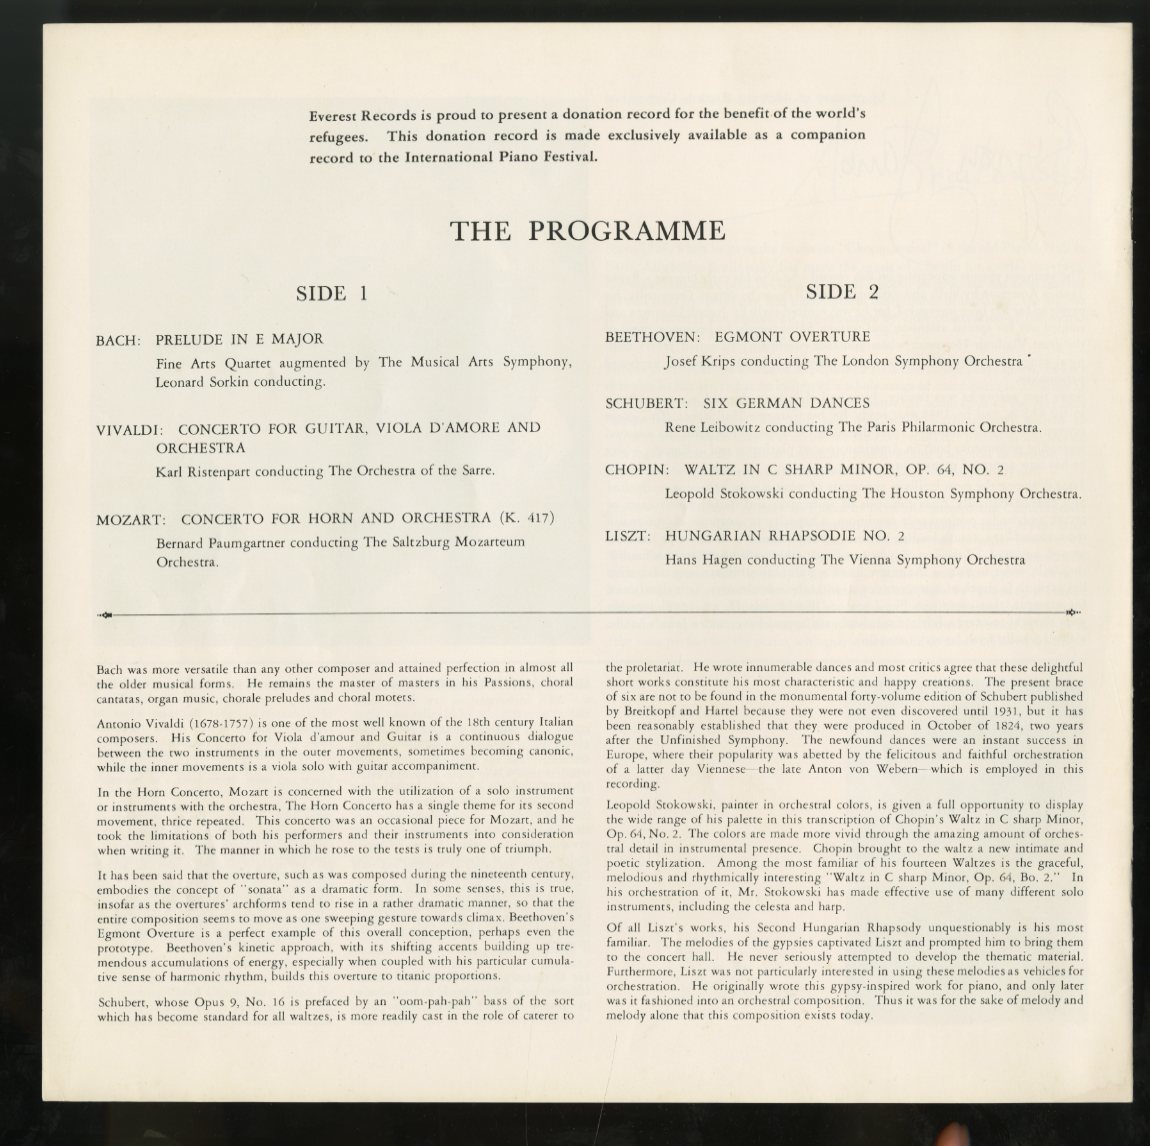 Everest Records is proud to present a donation record for the benefit of the world's
refugees. This donation record is made exclusively available as a companion
record to the International Piano Festival.
THE PROGRAMME
SIDE 1
BACH: PRELUDE IN E MAJOR
Fine Arts Quartet augmented by The Musical Arts Symphony,
Leonard Sorkin conducting.
VIVALDI: CONCERTO FOR GUITAR, VIOLA D'AMORE AND
ORCHESTRA
Karl Ristenpart conducting The Orchestra of the Sarre.
MOZART: CONCERTO FOR HORN AND ORCHESTRA (K. 417)
Bernard Paumgartner conducting The Saltzburg Mozarteum
Orchestra.
SIDE 2
BEETHOVEN: EGMONT OVERTURE
Josef Krips conducting The London Symphony Orchestra
SCHUBERT: SIX GERMAN DANCES
Rene Leibowitz conducting The Paris Philarmonic Orchestra.
CHOPIN: WALTZ IN C SHARP MINOR, OP. 64, NO. 2
Leopold Stokowski conducting The Houston Symphony Orchestra.
LISZT: HUNGARIAN RHAPSODIE NO. 2
Hans Hagen conducting The Vienna Symphony Orchestra
Bach was more versatile than any other composer and attained perfection in almost all
the older musical forms. He remains the master of masters in his Passions, choral
cantatas, organ music, chorale preludes and choral motets.
Antonio Vivaldi (1678-1757) is one of the most well known of the 18th century Italian
composers. His Concerto for Viola d'amour and Guitar is a continuous dialogue
between the two instruments in the outer movements, sometimes becoming canonic,
while the inner movements is a viola solo with guitar accompaniment.
In the Horn Concerto, Mozart is concerned with the utilization of a solo instrument
or instruments with the orchestra, The Horn Concerto has a single theme for its second
movement, thrice repeated. This concerto was an occasional piece for Mozart, and he
took the limitations of both his performers and their instruments into consideration
when writing it. The manner in which he rose to the tests is truly one of triumph.
It has been said that the overture, such as was composed during the nineteenth century,
embodies the concept of "sonata" as a dramatic form. In some senses, this is true,
insofar as the overtures' archforms tend to rise in a rather dramatic manner, so that the
entire composition seems to move as one sweeping gesture towards climax. Beethoven's
Egmont Overture is a perfect example of this overall conception, perhaps even the
prototype. Beethoven's kinetic approach, with its shifting accents building up tre-
mendous accumulations of energy, especially when coupled with his particular cumula-
tive sense of harmonic rhythm, builds this overture to titanic proportions.
Schubert, whose Opus 9, No. 16 is prefaced by an "oom-pah-pah" bass of the sort
which has become standard for all waltzes, is more readily cast in the role of caterer to
the proletariat. He wrote innumerable dances and most critics agree that these delightful
short works constitute his most characteristic and happy creations. The present brace
of six are not to be found in the monumental forty-volume edition of Schubert published
by Breitkopf and Hartel because they were not even discovered until 1931, but it has
been reasonably established that they were produced in October of 1824, two years
after the Unfinished Symphony. The newfound dances were an instant success in
Europe, where their popularity was abetted by the felicitous and faithful orchestration
of a latter day Viennese—the late Anton von Webern—which is employed in this
recording.
Leopold Stokowski, painter in orchestral colors, is given a full opportunity to display
the wide range of his palette in this transcription of Chopin's Waltz in C sharp Minor,
Op. 64, No. 2. The colors are made more vivid through the amazing amount of orches-
tral detail in instrumental presence. Chopin brought to the waltz a new intimate and
poetic stylization. Among the most familiar of his fourteen Waltzes is the graceful,
melodious and rhythmically interesting "Waltz in C sharp Minor, Op. 64, Bo. 2." In
his orchestration of it, Mr. Stokowski has made effective use of many different solo
instruments, including the celesta and harp.
Of all Liszt's works, his Second Hungarian Rhapsody unquestionably is his most
familiar. The melodies of the gypsies captivated Liszt and prompted him to bring them
to the concert hall. He never seriously attempted to develop the thematic material.
Furthermore, Liszt was not particularly interested in using these melodies as vehicles for
orchestration. He originally wrote this gypsy-inspired work for piano, and only later
was it fashioned into an orchestral composition. Thus it was for the sake of melody and
melody alone that this composition exists today.